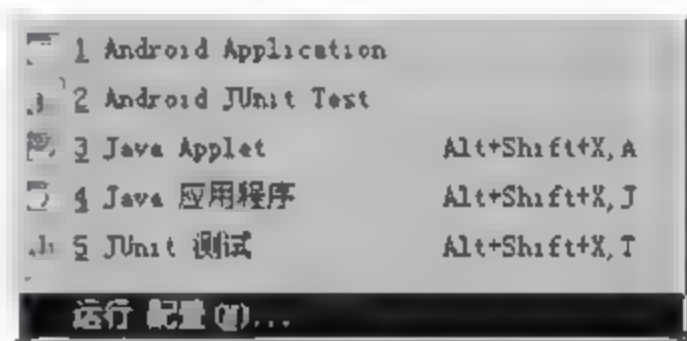 1 Android Application
2 Android JUnit Test
3 Java Applet Alt+Shift+X, A
4 Java 应用程序 Alt+Shift+X, J
5 JUnit 测试 Alt+Shift+X, T
运行 配置(N)...